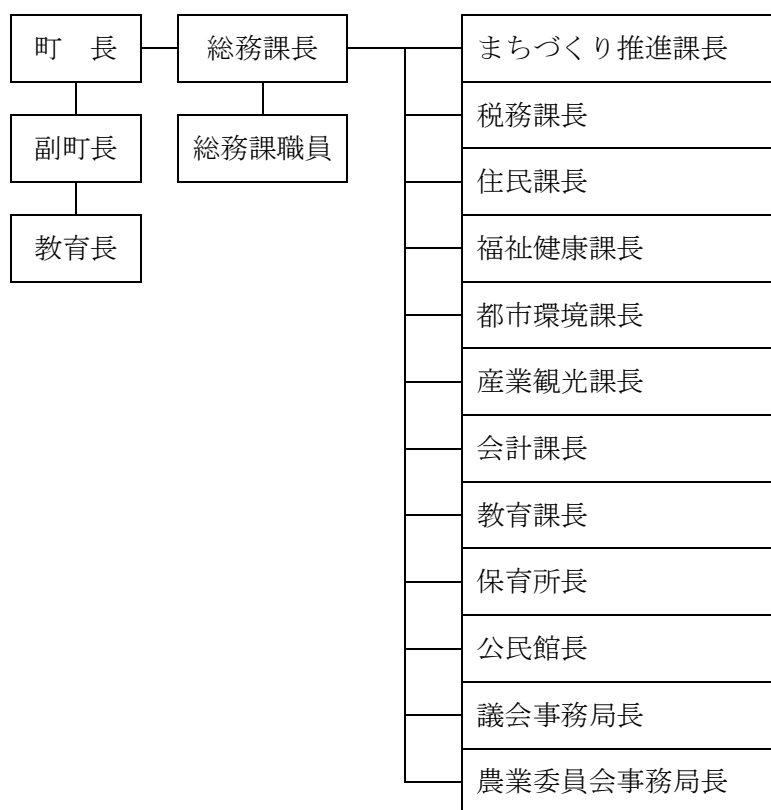 町　長
総務課長
まちづくり推進課長
副町長
総務課職員
税務課長
住民課長
教育長
福祉健康課長
都市環境課長
産業観光課長
会計課長
教育課長
保育所長
公民館長
議会事務局長
農業委員会事務局長